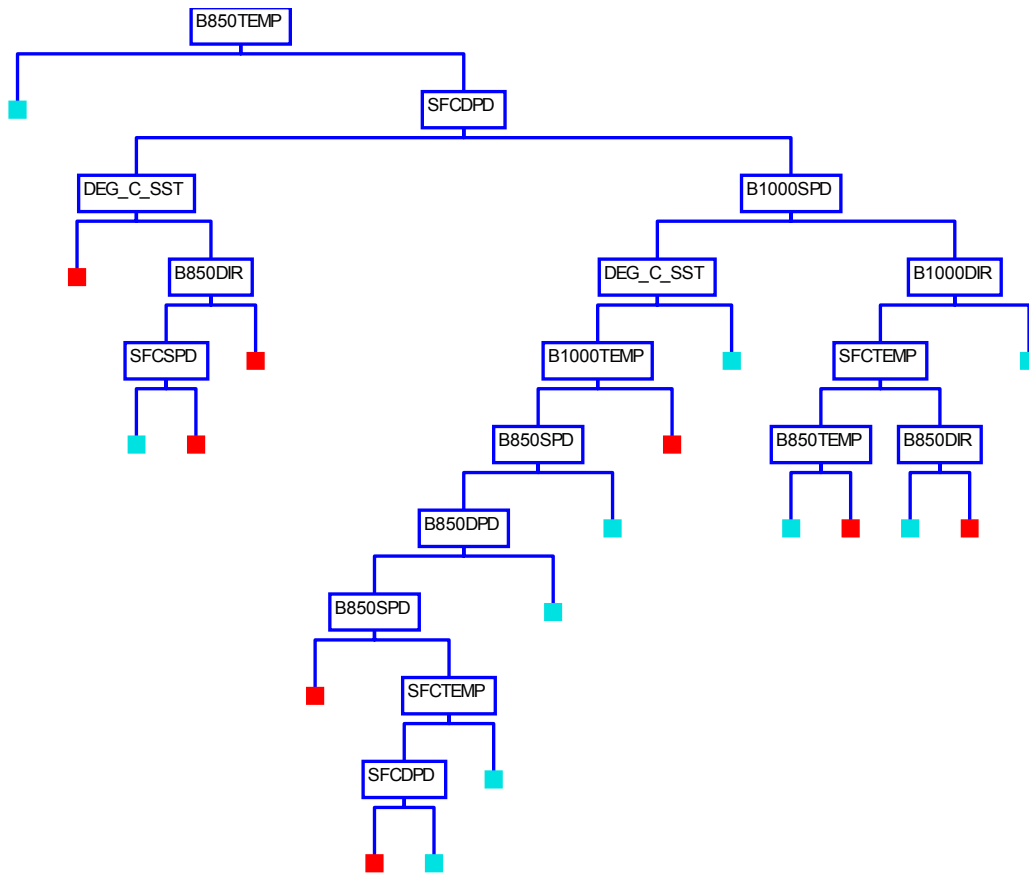 B850TEMP
SFCDPD
DEG_C_SST
B1000SPD
B850DIR
DEG_C_SST
B1000DIR
SFCSPD
B1000TEMP
SFCTEMP
B850SPD
B850TEMP
B850DIR
B850DPD
B850SPD
SFCTEMP
SFCDPD